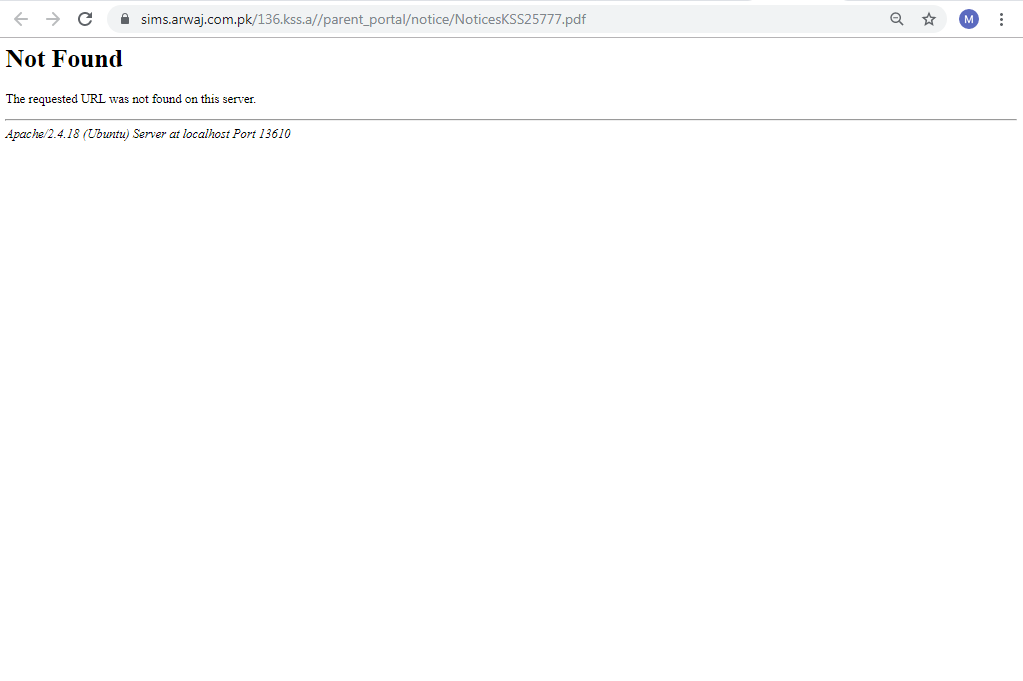 sims.arwaj.com.pk/136.kss.a//parent_portal/notice/NoticesKSS25777.pdf
M
Not Found
The requested URL was not found on this server.
Apache/2.4.18 (Ubuntu) Server at localhost Port 13610